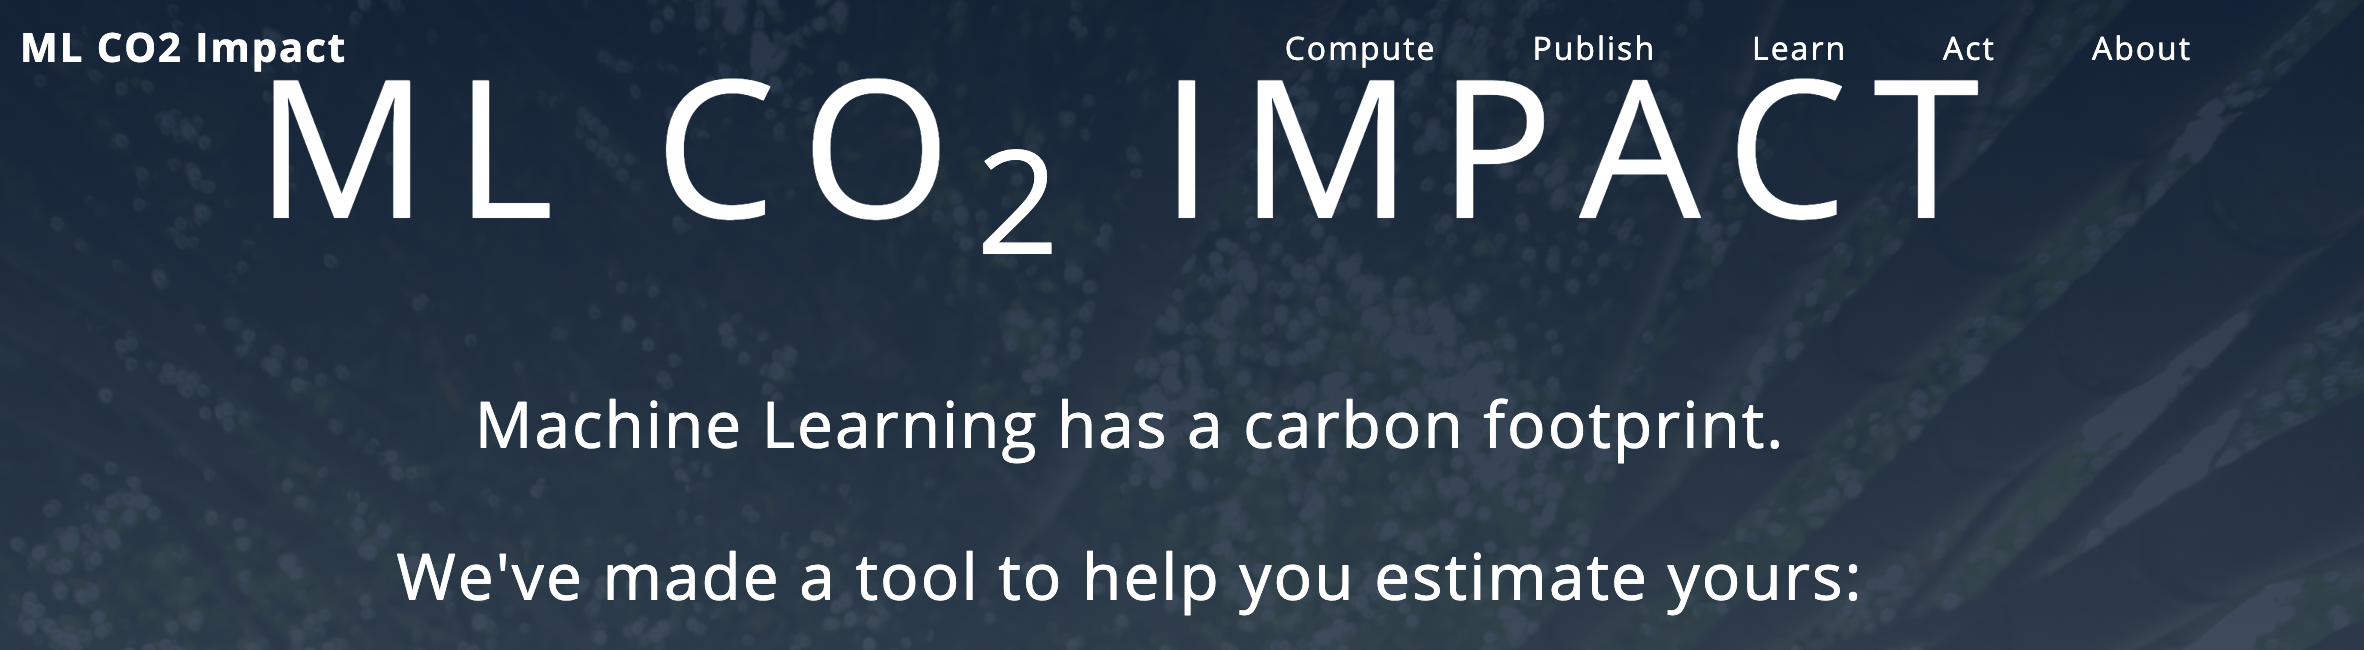 ML CO2 Impact
Compute Publish Learn Act About
ML CO₂ IMPACT
Machine Learning has a carbon footprint.
We've made a tool to help you estimate yours: